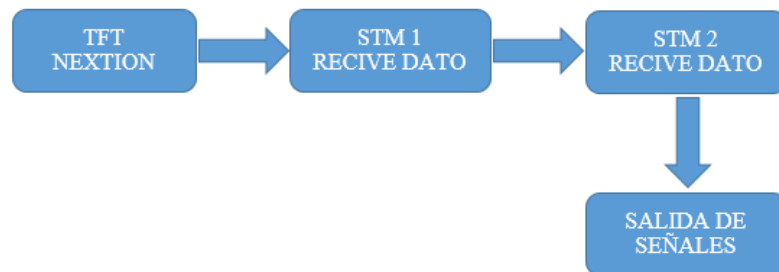 TFT
NEXTION
STM 1
RECIVE DATO
STM 2
RECIVE DATO
SALIDA DE
SEÑALES